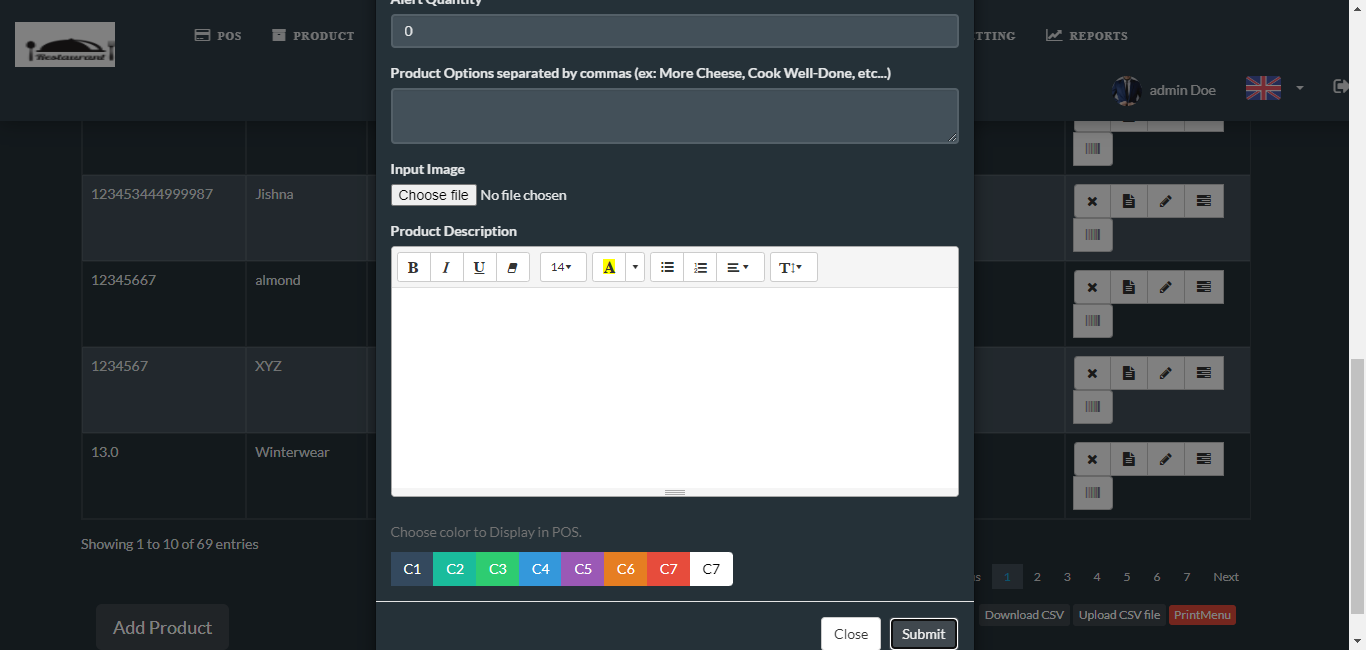 Alert Quantity
0
Restaurant
POS
PRODUCT
TTING
REPORTS
Product Options separated by commas (ex: More Cheese, Cook Well-Done, etc...)
admin Doe
Input Image
Choose file No file chosen
123453444999987
Jishna
Product Description
B I U 14 A T
12345667
almond
1234567
XYZ
13.0
Winterwear
Choose color to Display in POS.
Showing 1 to 10 of 69 entries
C1 C2 C3 C4 C5 C6 C7 C7
1 2 3 4 5 6 7 Next
Download CSV
Upload CSV file
PrintMenu
Add Product
Close
Submit